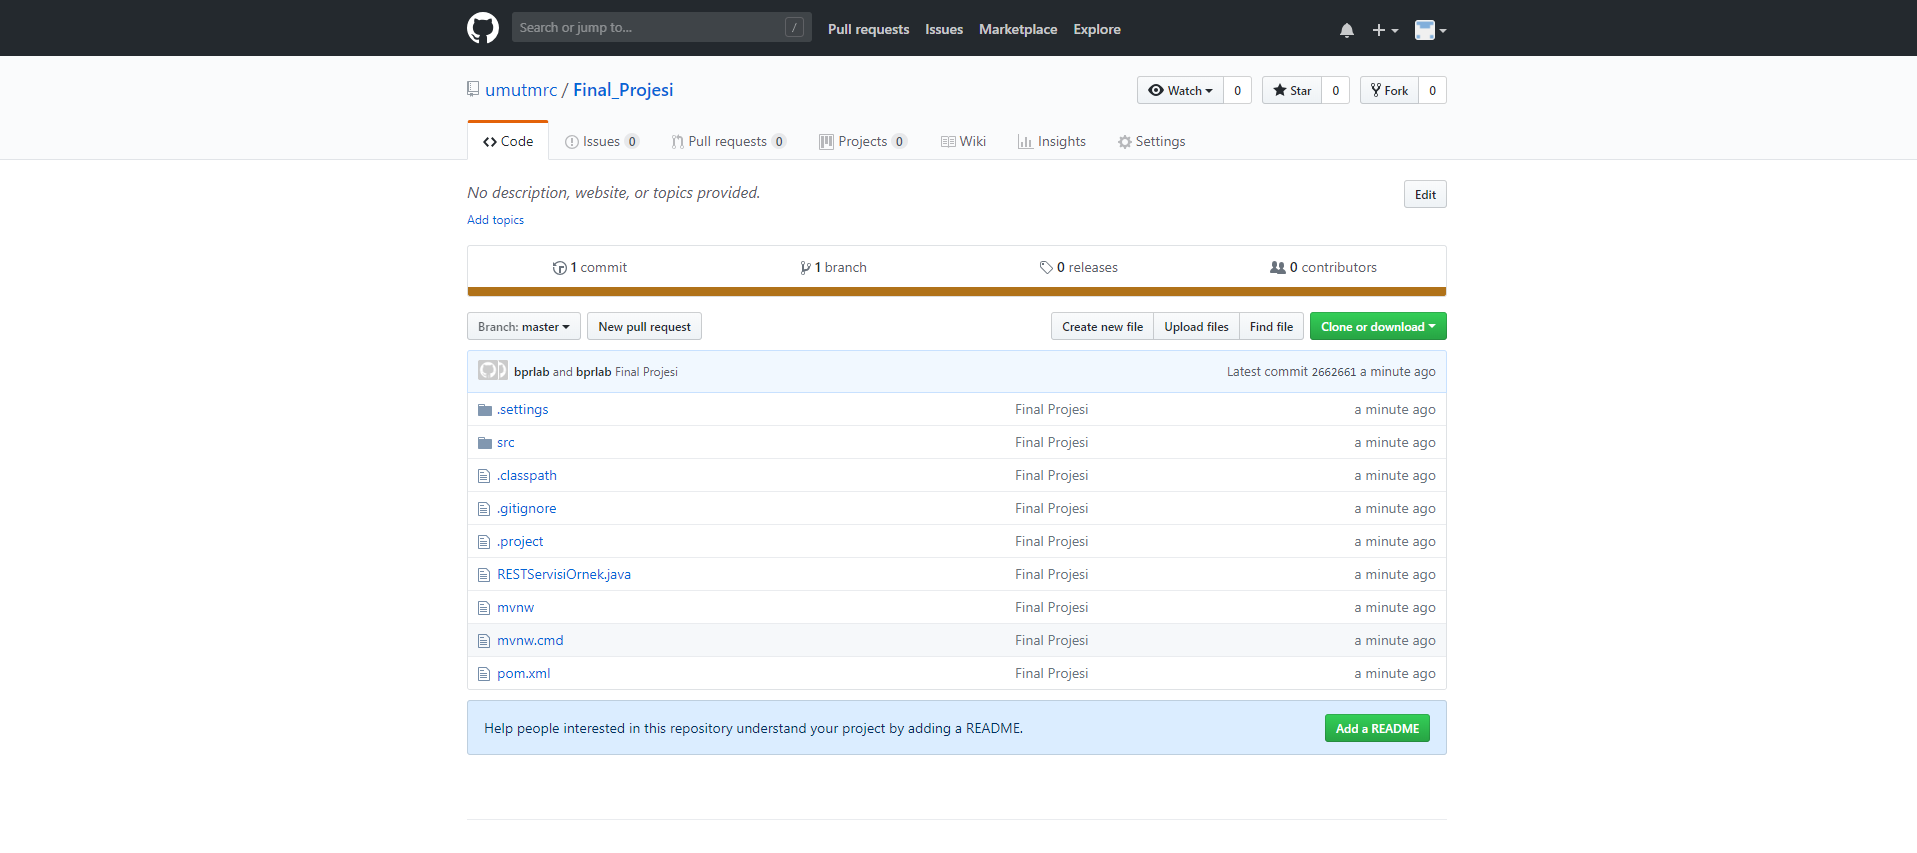 Search or jump to... / Pull requests Issues Marketplace Explore
umutmrc / Final_Projesi Watch 0 Star 0 Fork 0
Code Issues 0 Pull requests 0 Projects 0 Wiki Insights Settings
No description, website, or topics provided. Edit
Add topics
1 commit 1 branch 0 releases 0 contributors
Branch: master New pull request Create new file Upload files Find file Clone or download
bprlab and bprlab Final Projesi Latest commit 2662661 a minute ago
.settings Final Projesi a minute ago
src Final Projesi a minute ago
.classpath Final Projesi a minute ago
.gitignore Final Projesi a minute ago
.project Final Projesi a minute ago
RESTServisiOrnek.java Final Projesi a minute ago
mvnw Final Projesi a minute ago
mvnw.cmd Final Projesi a minute ago
pom.xml Final Projesi a minute ago
Help people interested in this repository understand your project by adding a README. Add a README